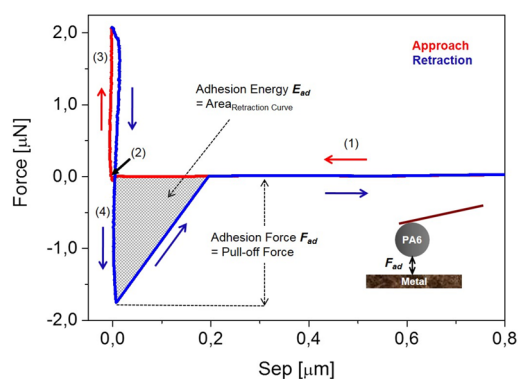 2,0
1,0
0,0
-1,0
-2,0
Force [µN]
(3)
(2)
(4)
(1)
Approach
Retraction
Adhesion Energy Ead
= AreaRetraction Curve
Adhesion Force Fad
= Pull-off Force
PA6
Fad
Metal
0,0
0,2
0,4
0,6
0,8
Sep [µm]